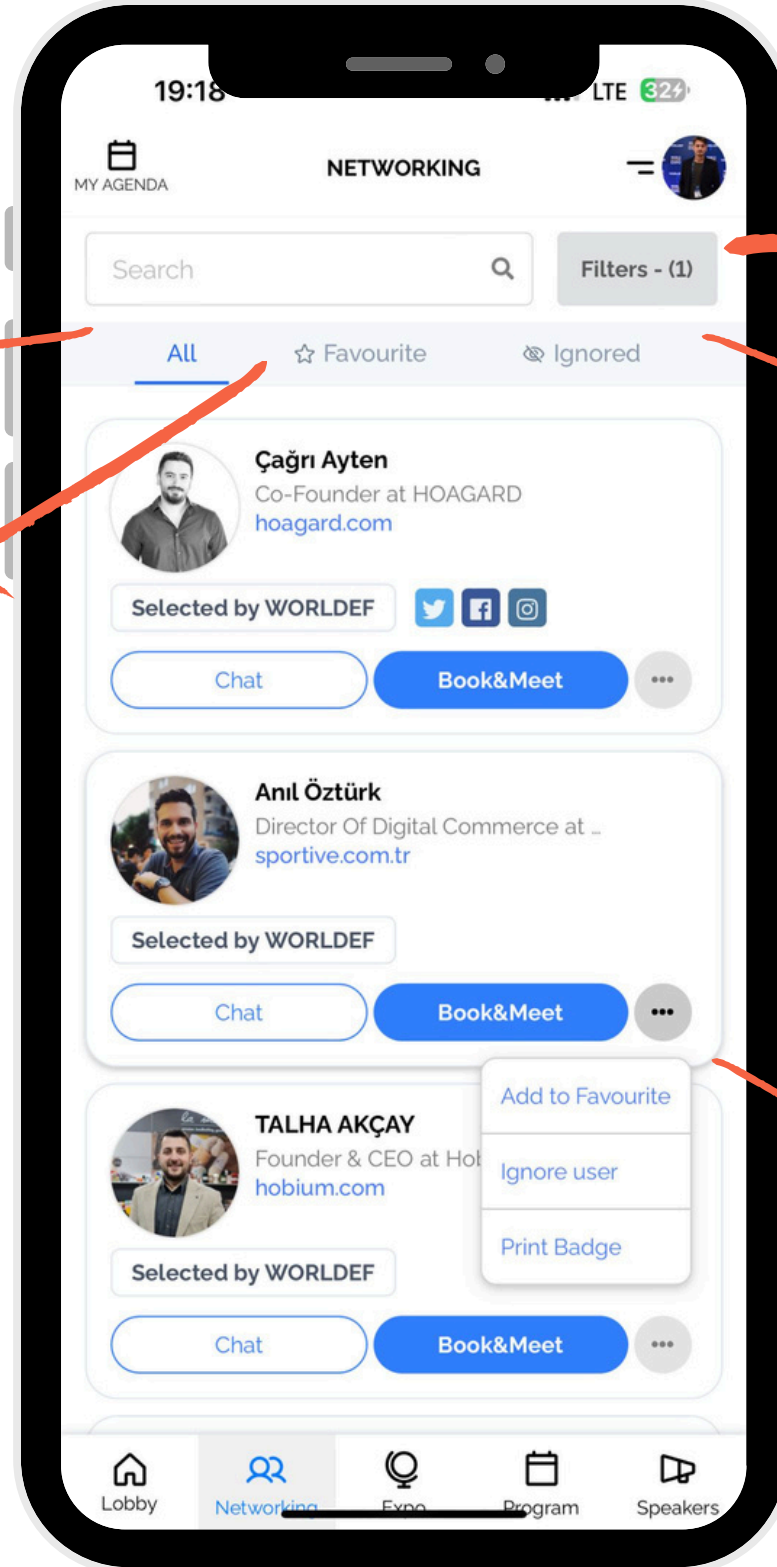 19:18
LTE 32
MY AGENDA
NETWORKING
Search
Filters - (1)
All
Favourite
Ignored
Çağrı Ayten
Co-Founder at HOAGARD
hoagard.com
Selected by WORLDEF
Chat
Book&Meet
Anıl Öztürk
Director Of Digital Commerce at ...
sportive.com.tr
Selected by WORLDEF
Chat
Book&Meet
Add to Favourite
Ignore user
Print Badge
TALHA AKÇAY
Founder & CEO at
hobium.com
Selected by WORLDEF
Chat
Book&Meet
Lobby
Networking
Expo
Program
Speakers